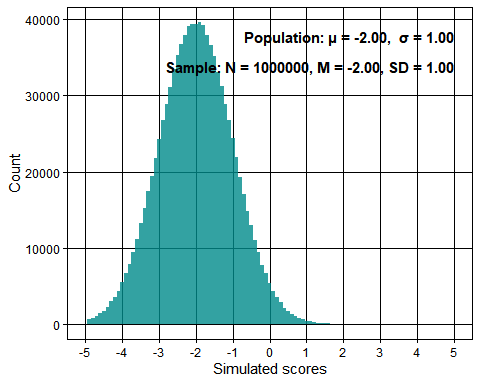 40000
30000
20000
10000
0
Count
Population: μ = -2.00, σ = 1.00
Sample: N = 1000000, M = -2.00, SD = 1.00
-5 -4 -3 -2 -1 0 1 2 3 4 5
Simulated scores